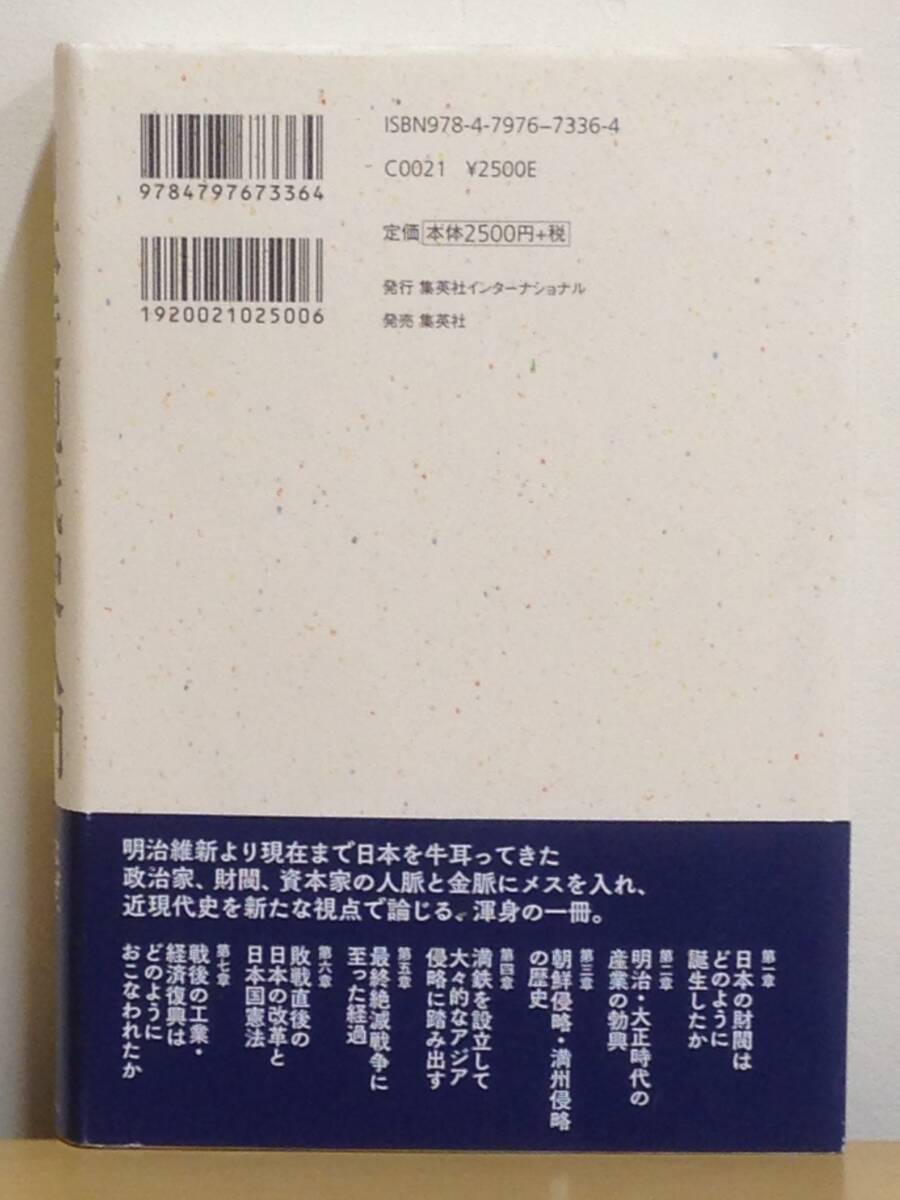 ISBN978-4-7976-7336-4
9784797673364
C0021 ¥2500E
定価 本体2500円+税
1920021025006
発行 集英社インターナショナル
発売 集英社
明治維新より現在まで日本を牛耳ってきた
政治家、財閥、資本家の人脈と金脈にメスを入れ、
近現代史を新たな視点で論じる、渾身の一冊。
第一章
日本の財閥は
どのように
誕生したか
第二章
明治・大正時代の
産業の勃興
第三章
朝鮮侵略・満州侵略
の歴史
第四章
満鉄を設立して
大々的なアジア
侵略に踏み出す
第五章
最終絶滅戦争に
至った経過
第六章
敗戦直後の
日本の改革と
日本国憲法
第七章
戦後の工業・
経済復興は
どのように
おこなわれたか